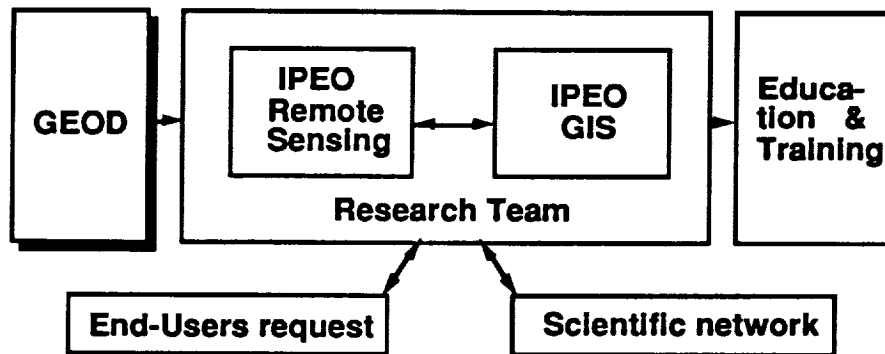 GEOD
IPEO
Remote
Sensing
IPEO
GIS
Research Team
Educa-
tion &
Training
End-Users request
Scientific network